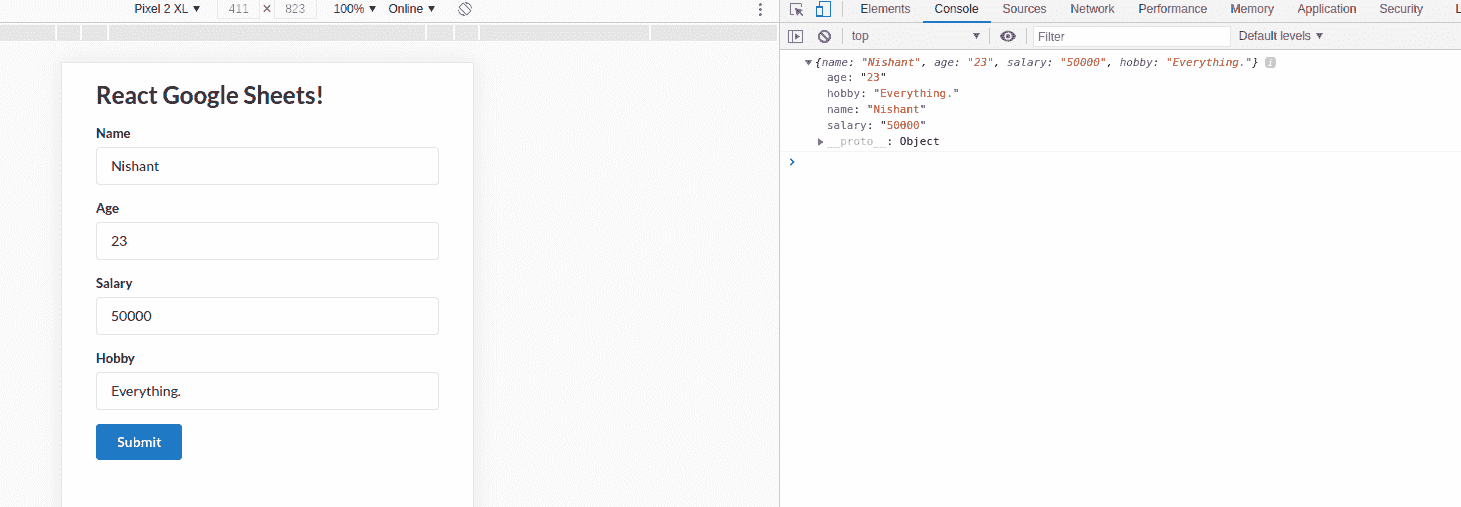 Pixel 2 XL ▼ 411 × 823 100% ▼ Online ▼
React Google Sheets!
Name
Nishant
Age
23
Salary
50000
Hobby
Everything.
Submit
Elements Console Sources Network Performance Memory Application Security L
top ▼ Filter Default levels ▼
▼{name: "Nishant", age: "23", salary: "50000", hobby: "Everything."} i
age: "23"
hobby: "Everything."
name: "Nishant"
salary: "50000"
▶__proto__: Object
>